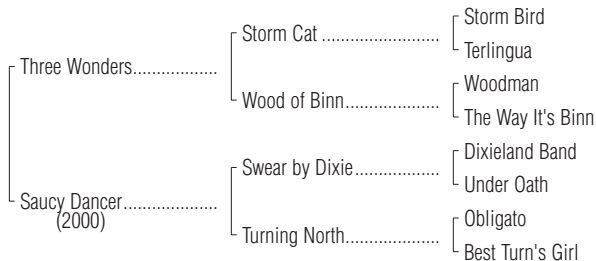 Storm Bird
Storm Cat ........................
Terlingua
Three Wonders.................
Woodman
Wood of Binn...................
The Way It's Binn
Dixieland Band
Swear by Dixie.................
Under Oath
Saucy Dancer...................
(2000)
Obligato
Turning North...................
Best Turn's Girl